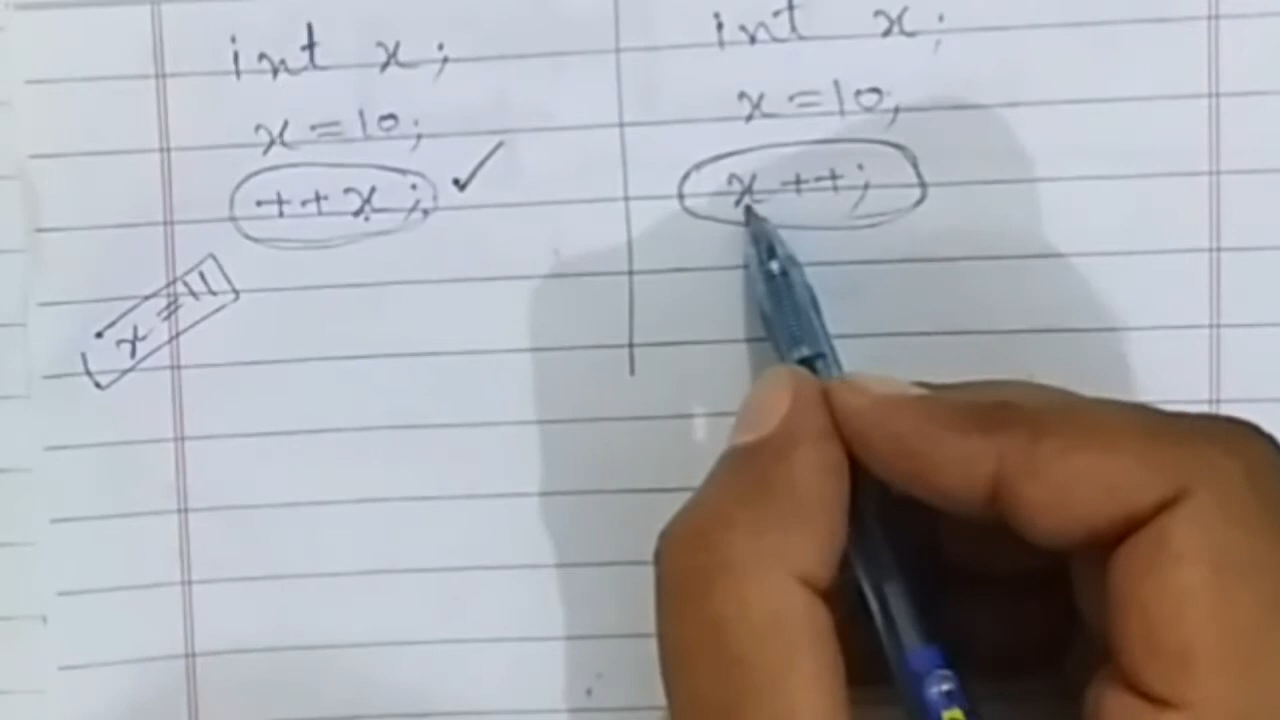 int x;
x = 10;
++x;
x = 11
int x;
x = 10;
x++;